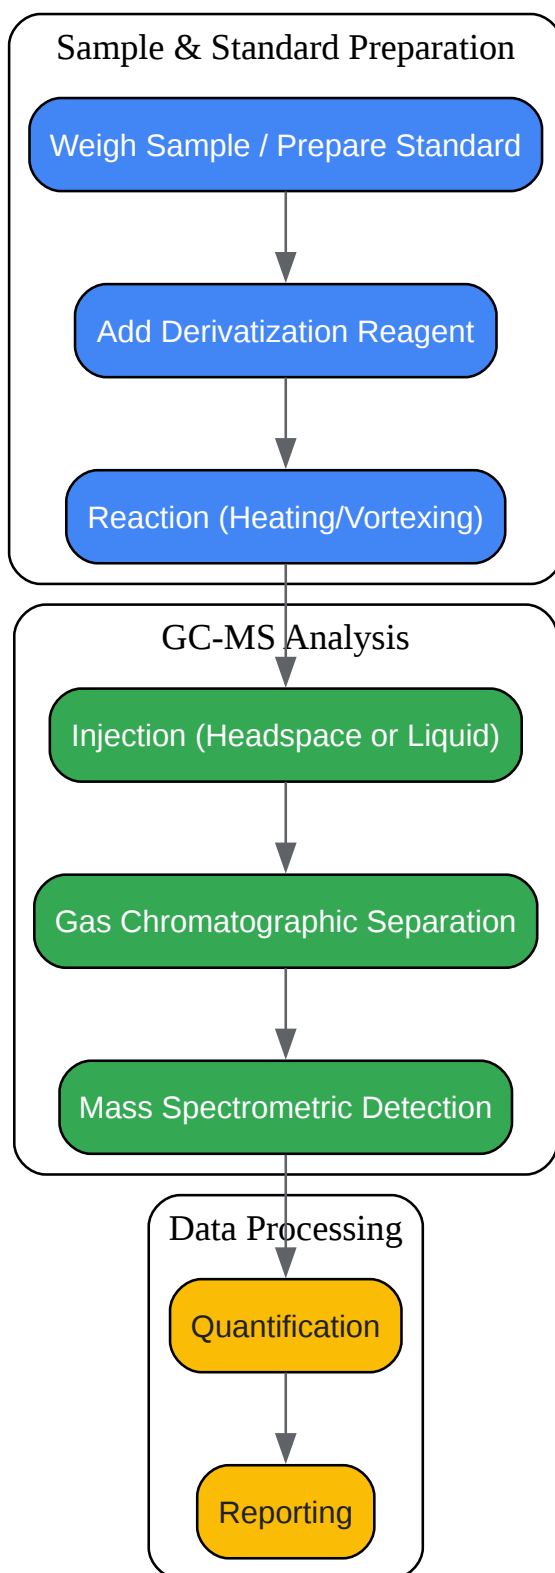 Sample & Standard Preparation
Weigh Sample / Prepare Standard
Add Derivatization Reagent
Reaction (Heating/Vortexing)
GC-MS Analysis
Injection (Headspace or Liquid)
Gas Chromatographic Separation
Mass Spectrometric Detection
Data Processing
Quantification
Reporting